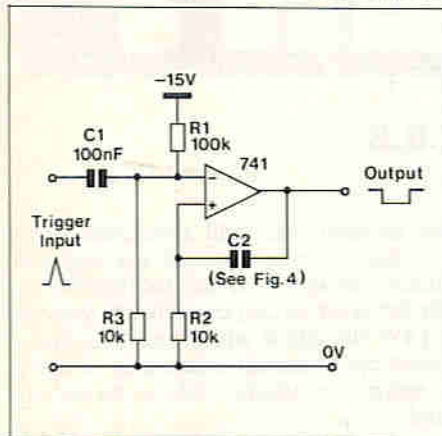 −15V
C1
100nF
R1
100k
741
Output
Trigger
Input
C2
(See Fig.4)
R3
10k
R2
10k
0V
−
+